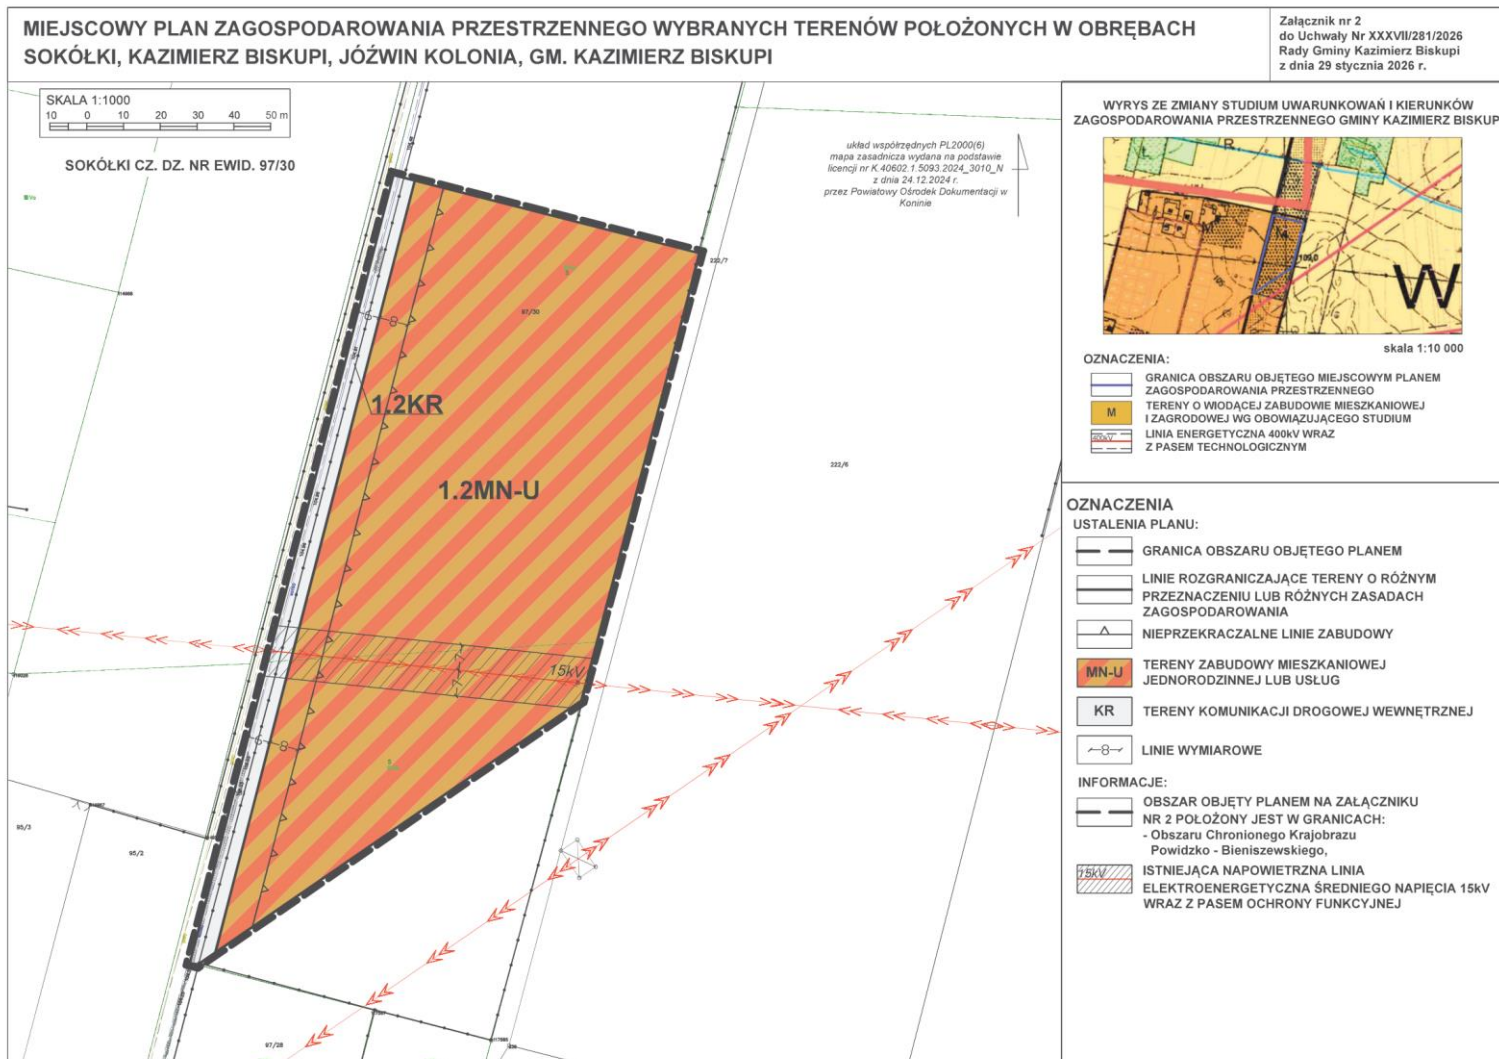 MIEJSCOWY PLAN ZAGOSPODAROWANIA PRZESTRZENNEGO WYBRANYCH TERENÓW POŁOŻONYCH W OBRĘBACH
SOKÓŁKI, KAZIMIERZ BISKUPI, JÓŹWIN KOLONIA, GM. KAZIMIERZ BISKUPI
Załącznik nr 2
do Uchwały Nr XXXVII/281/2026
Rady Gminy Kazimierz Biskupi
z dnia 29 stycznia 2026 r.
SKALA 1:1000
10 0 10 20 30 40 50 m
SOKÓŁKI CZ. DZ. NR EWID. 97/30
układ współrzędnych PL2000(6)
mapa zasadnicza wydana na podstawie
licencji nr K.40602.1.5093.2024_3010_N
z dnia 24.12.2024 r.
przez Powiatowy Ośrodek Dokumentacji w
Koninie
222/7
97/30
8
1.2KR
1.2MN-U
222/6
15kV
7
7
8
95/3
95/2
97/28
WYRYS ZE ZMIANY STUDIUM UWARUNKOWAŃ I KIERUNKÓW
ZAGOSPODAROWANIA PRZESTRZENNEGO GMINY KAZIMIERZ BISKUP
R
M
M
109,0
W
skala 1:10 000
OZNACZENIA:
GRANICA OBSZARU OBJĘTEGO MIEJSCOWYM PLANEM
ZAGOSPODAROWANIA PRZESTRZENNEGO
M
TERENY O WIODĄCEJ ZABUDOWIE MIESZKANIOWEJ
I ZAGRODOWEJ WG OBOWIĄZUJĄCEGO STUDIUM
400kV
LINIA ENERGETYCZNA 400kV WRAZ
Z PASEM TECHNOLOGICZNYM
OZNACZENIA
USTALENIA PLANU:
GRANICA OBSZARU OBJĘTEGO PLANEM
LINIE ROZGRANICZAJĄCE TERENY O RÓŻNYM
PRZEZNACZENIU LUB RÓŻNYCH ZASADACH
ZAGOSPODAROWANIA
NIEPRZEKRACZALNE LINIE ZABUDOWY
MN-U
TERENY ZABUDOWY MIESZKANIOWEJ
JEDNORODZINNEJ LUB USŁUG
KR
TERENY KOMUNIKACJI DROGOWEJ WEWNĘTRZNEJ
8
LINIE WYMIAROWE
INFORMACJE:
OBSZAR OBJĘTY PLANEM NA ZAŁĄCZNIKU
NR 2 POŁOŻONY JEST W GRANICACH:
- Obszaru Chronionego Krajobrazu
Powidzko - Bieniszewskiego,
15kV
ISTNIEJĄCA NAPOWIETRZNA LINIA
ELEKTROENERGETYCZNA ŚREDNIEGO NAPIĘCIA 15kV
WRAZ Z PASEM OCHRONY FUNKCYJNEJ